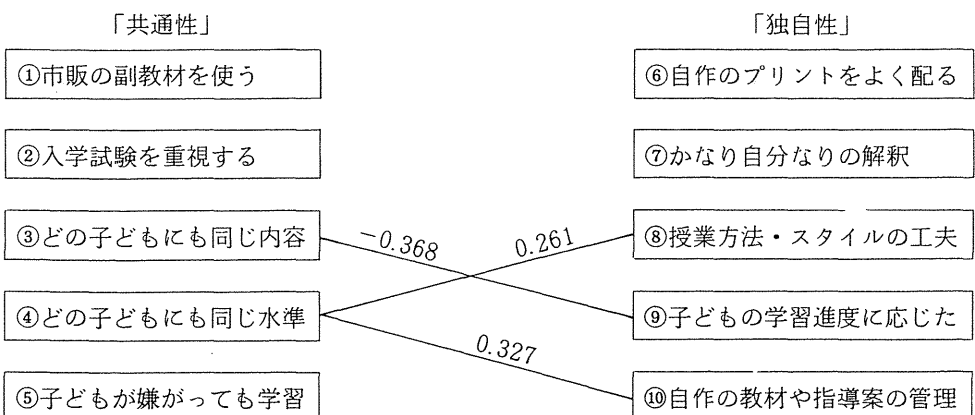 「共通性」
「独自性」
①市販の副教材を使う
⑥自作のプリントをよく配る
②入学試験を重視する
⑦かなり自分なりの解釈
③どの子どもにも同じ内容
-0.368
0.261
⑧授業方法・スタイルの工夫
④どの子どもにも同じ水準
⑨子どもの学習進度に応じた
0.327
⑤子どもが嫌がっても学習
⑩自作の教材や指導案の管理